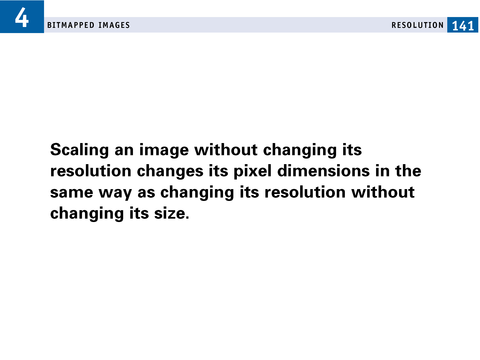 4
BITMAPPED IMAGES RESOLUTION 141
Scaling an image without changing its
resolution changes its pixel dimensions in the
same way as changing its resolution without
changing its size.